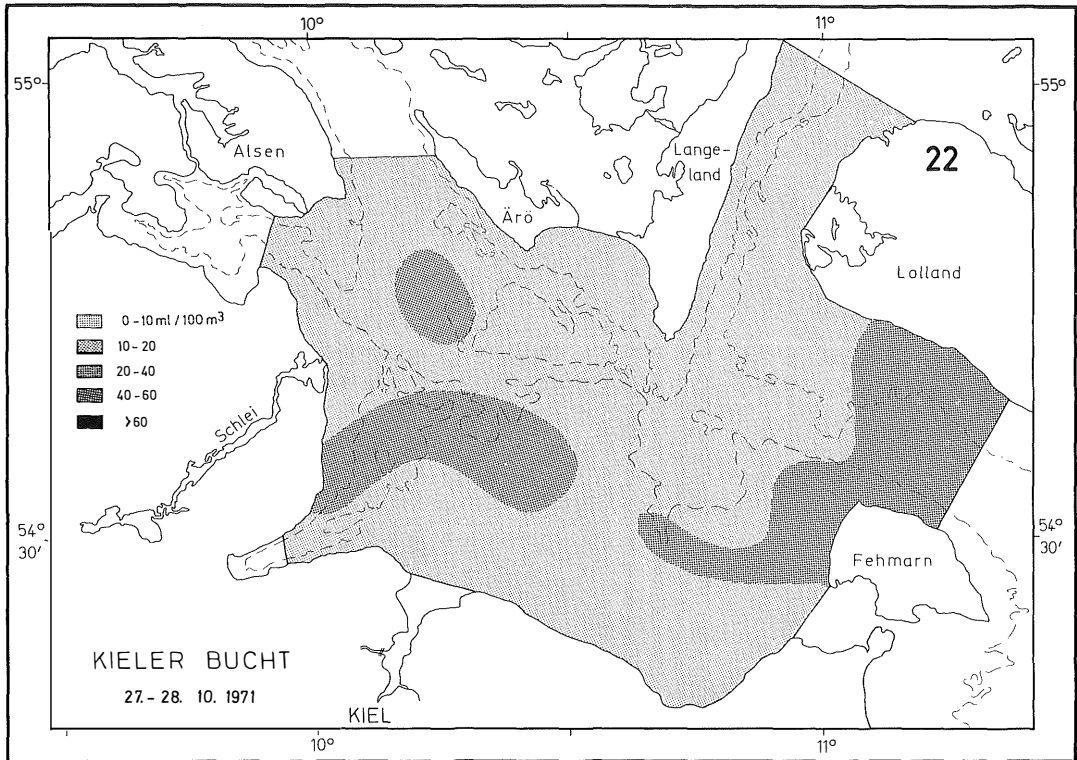 10° 11°
55° 55°
Alsen
Lange-
land
22
Ärö
Lolland
0-10 ml / 100 m³
10-20
20-40
40-60
>60
Schlei
54°
30'
54°
30'
Fehmarn
KIELER BUCHT
27.-28. 10. 1971
KIEL
10° 11°